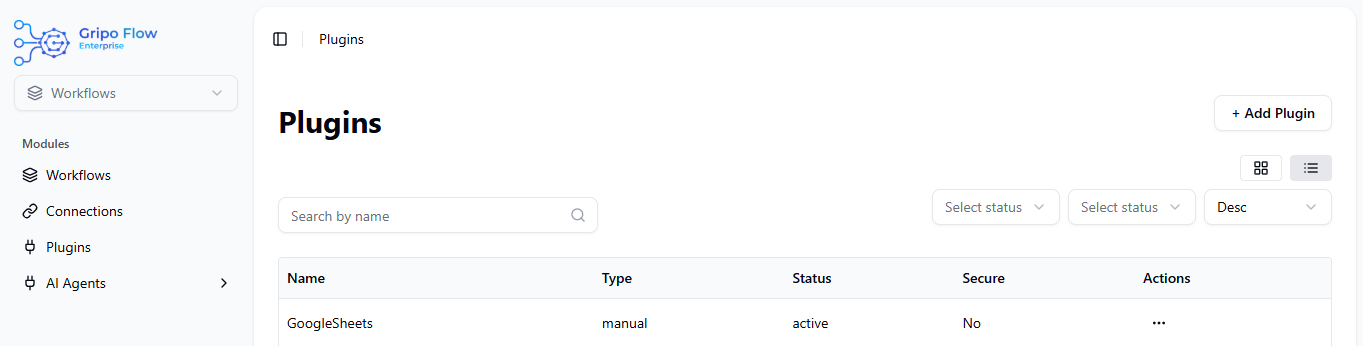 Gripo Flow
Enterprise
Workflows
Modules
Workflows
Connections
Plugins
AI Agents
Plugins
Plugins
+ Add Plugin
Search by name
Select status Select status Desc
Name Type Status Secure Actions
GoogleSheets manual active No ...